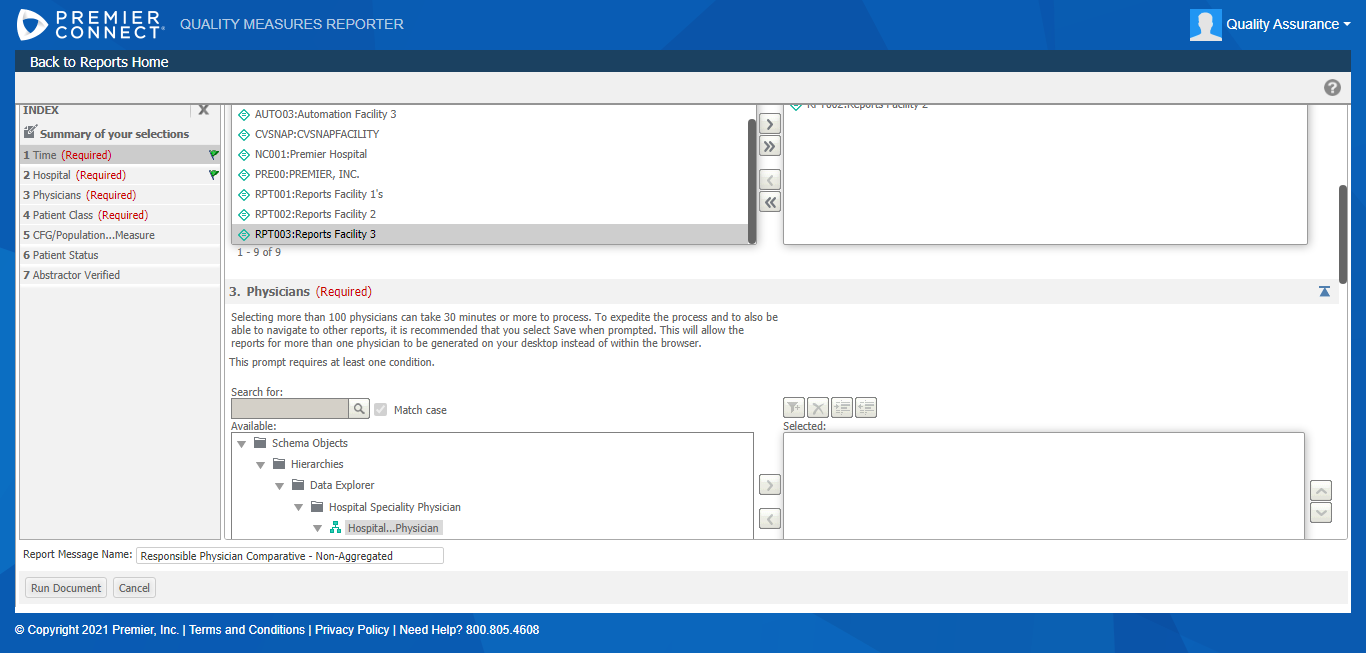 PREMIER
CONNECT
QUALITY MEASURES REPORTER
Quality Assurance
Back to Reports Home
INDEX
X
Summary of your selections
1 Time (Required)
2 Hospital (Required)
3 Physicians (Required)
4 Patient Class (Required)
5 CFG/Population...Measure
6 Patient Status
7 Abstractor Verified
AUTO03:Automation Facility 3
CVSNAP:CVSNAPFACILITY
NC001:Premier Hospital
PRE00:PREMIER, INC.
RPT001:Reports Facility 1's
RPT002:Reports Facility 2
RPT003:Reports Facility 3
1 - 9 of 9
RPT002:Reports Facility 2
3. Physicians (Required)
Selecting more than 100 physicians can take 30 minutes or more to process. To expedite the process and to also be
able to navigate to other reports, it is recommended that you select Save when prompted. This will allow the
reports for more than one physician to be generated on your desktop instead of within the browser.
This prompt requires at least one condition.
Search for:
Match case
Available:
Schema Objects
Hierarchies
Data Explorer
Hospital Speciality Physician
Hospital...Physician
Selected:
Report Message Name: Responsible Physician Comparative - Non-Aggregated
Run Document
Cancel
© Copyright 2021 Premier, Inc. | Terms and Conditions | Privacy Policy | Need Help? 800.805.4608